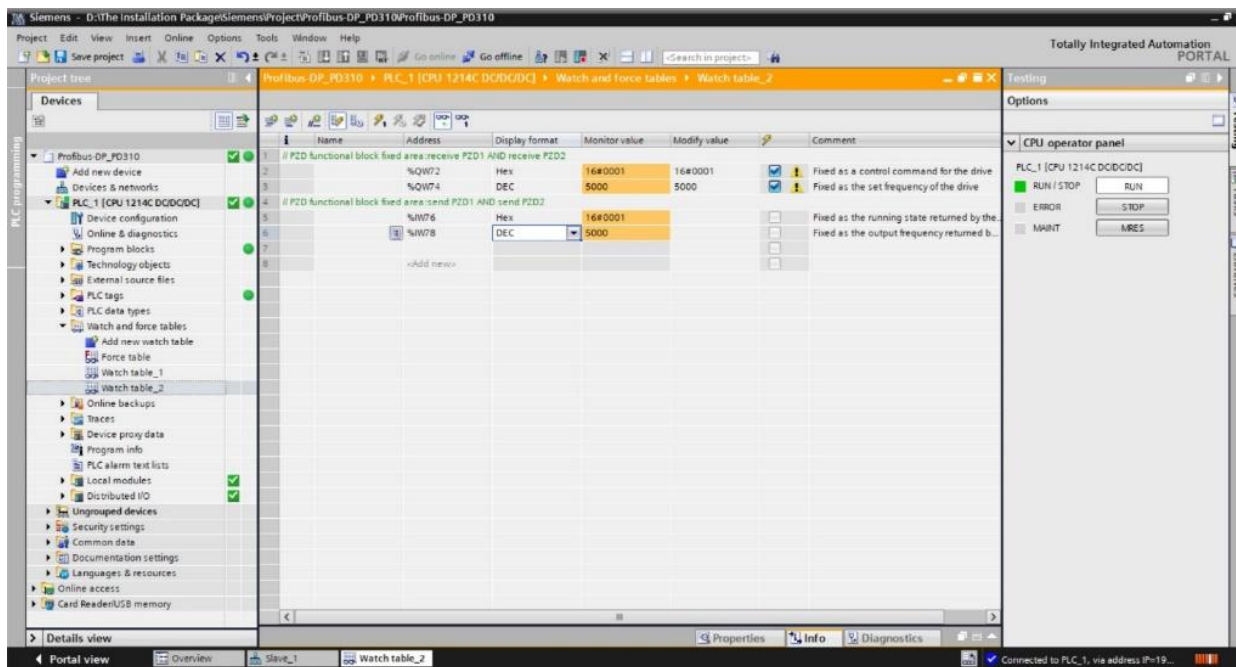 Siemens - D:\The Installation Package\Siemens\Project\Profibus-DP_PD310\Profibus-DP_PD310
Project Edit View Insert Online Options Tools Window Help
Totally Integrated Automation
PORTAL
Save project Go online Go offline <Search in project>
Project tree
Profibus-DP_PD310 PLC_1 [CPU 1214C DC/DC/DC] Watch and force tables Watch table_2
Testing
Devices
Options
PLC programming
i Name Address Display format Monitor value Modify value Comment
1 // PZD functional block fixed area:receive PZD1 AND receive PZD2
2 %QW72 Hex 16#0001 16#0001 Fixed as a control command for the drive
3 %QW74 DEC 5000 5000 Fixed as the set frequency of the drive
4 // PZD functional block fixed area:send PZD1 AND send PZD2
5 %IW76 Hex 16#0001 Fixed as the running state returned by the...
6 %IW78 DEC 5000 Fixed as the output frequency returned b...
7
8 <Add new>
Profibus-DP_PD310
Add new device
Devices & networks
PLC_1 [CPU 1214C DC/DC/DC]
Device configuration
Online & diagnostics
Program blocks
Technology objects
External source files
PLC tags
PLC data types
Watch and force tables
Add new watch table
Force table
Watch table_1
Watch table_2
Online backups
Traces
Device proxy data
Program info
PLC alarm text lists
Local modules
Distributed I/O
Ungrouped devices
Security settings
Common data
Documentation settings
Languages & resources
Online access
Card Reader/USB memory
CPU operator panel
PLC_1 [CPU 1214C DC/DC/DC]
RUN / STOP RUN
ERROR STOP
MAINT MRES
Details view
Properties Info Diagnostics
Portal view Overview Slave_1 Watch table_2
Connected to PLC_1, via address IP=19...